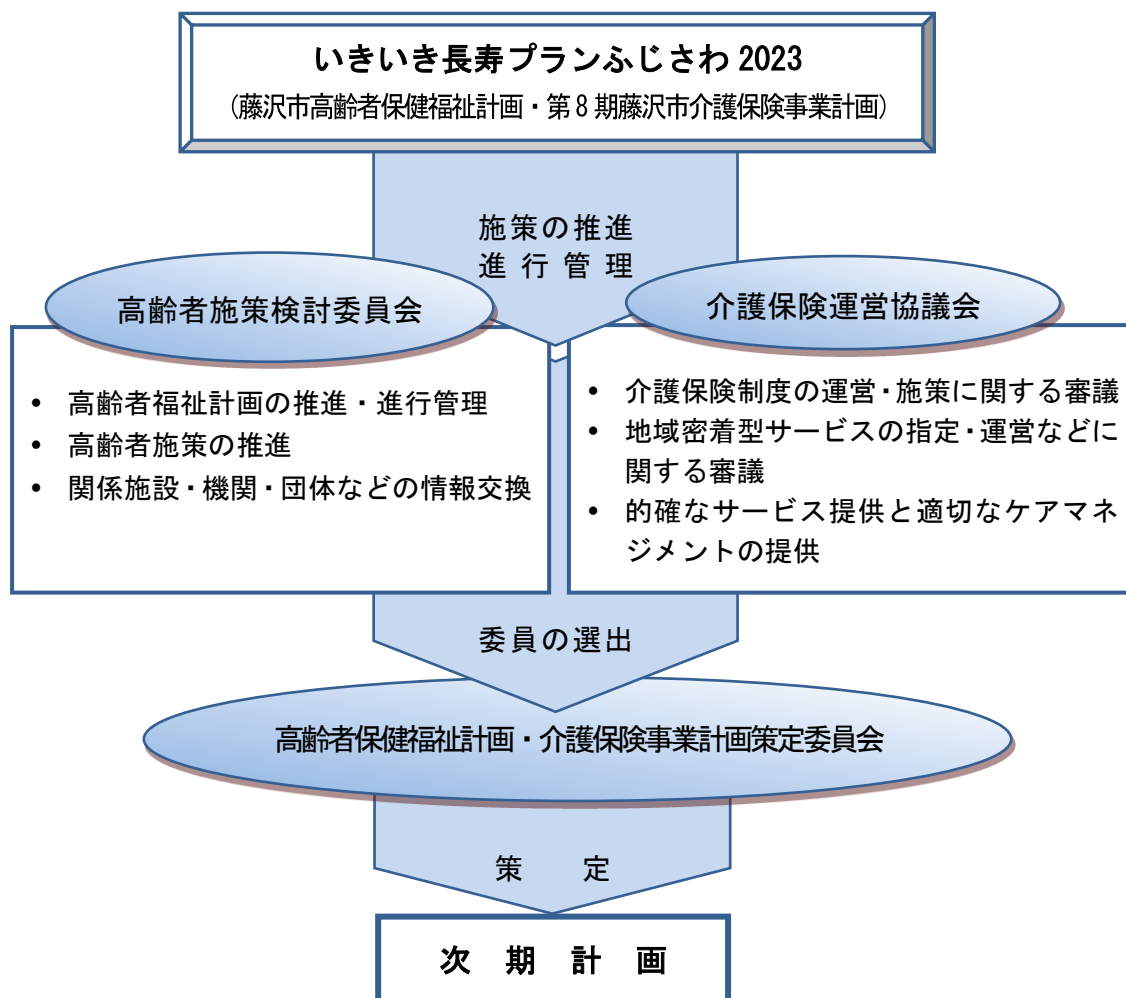 いきいき長寿プランふじさわ 2023
(藤沢市高齢者保健福祉計画・第8期藤沢市介護保険事業計画)
施策の推進
進行管理
高齢者施策検討委員会
• 高齢者福祉計画の推進・進行管理
• 高齢者施策の推進
• 関係施設・機関・団体などの情報交換
介護保険運営協議会
• 介護保険制度の運営・施策に関する審議
• 地域密着型サービスの指定・運営などに
関する審議
• 的確なサービス提供と適切なケアマネ
ジメントの提供
委員の選出
高齢者保健福祉計画・介護保険事業計画策定委員会
策　定
次 期 計 画